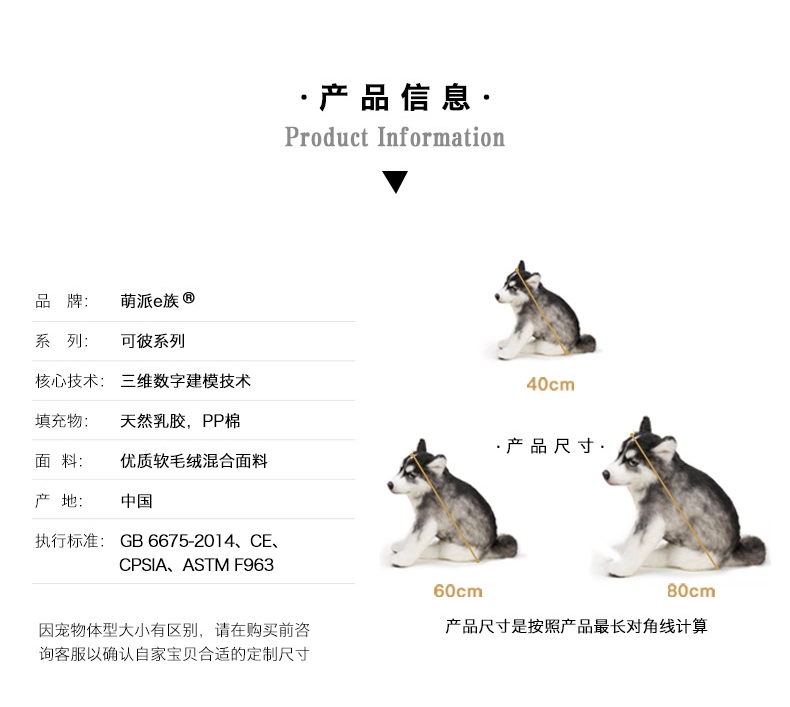 ·产品信息·
Product Information
品 牌： 萌派e族®
系 列： 可彼系列
核心技术： 三维数字建模技术
填充物： 天然乳胶，PP棉
面 料： 优质软毛绒混合面料
产 地： 中国
执行标准： GB 6675-2014、CE、
CPSIA、ASTM F963
因宠物体型大小有区别，请在购买前咨
询客服以确认自家宝贝合适的定制尺寸
40cm
·产品尺寸·
60cm
80cm
产品尺寸是按照产品最长对角线计算